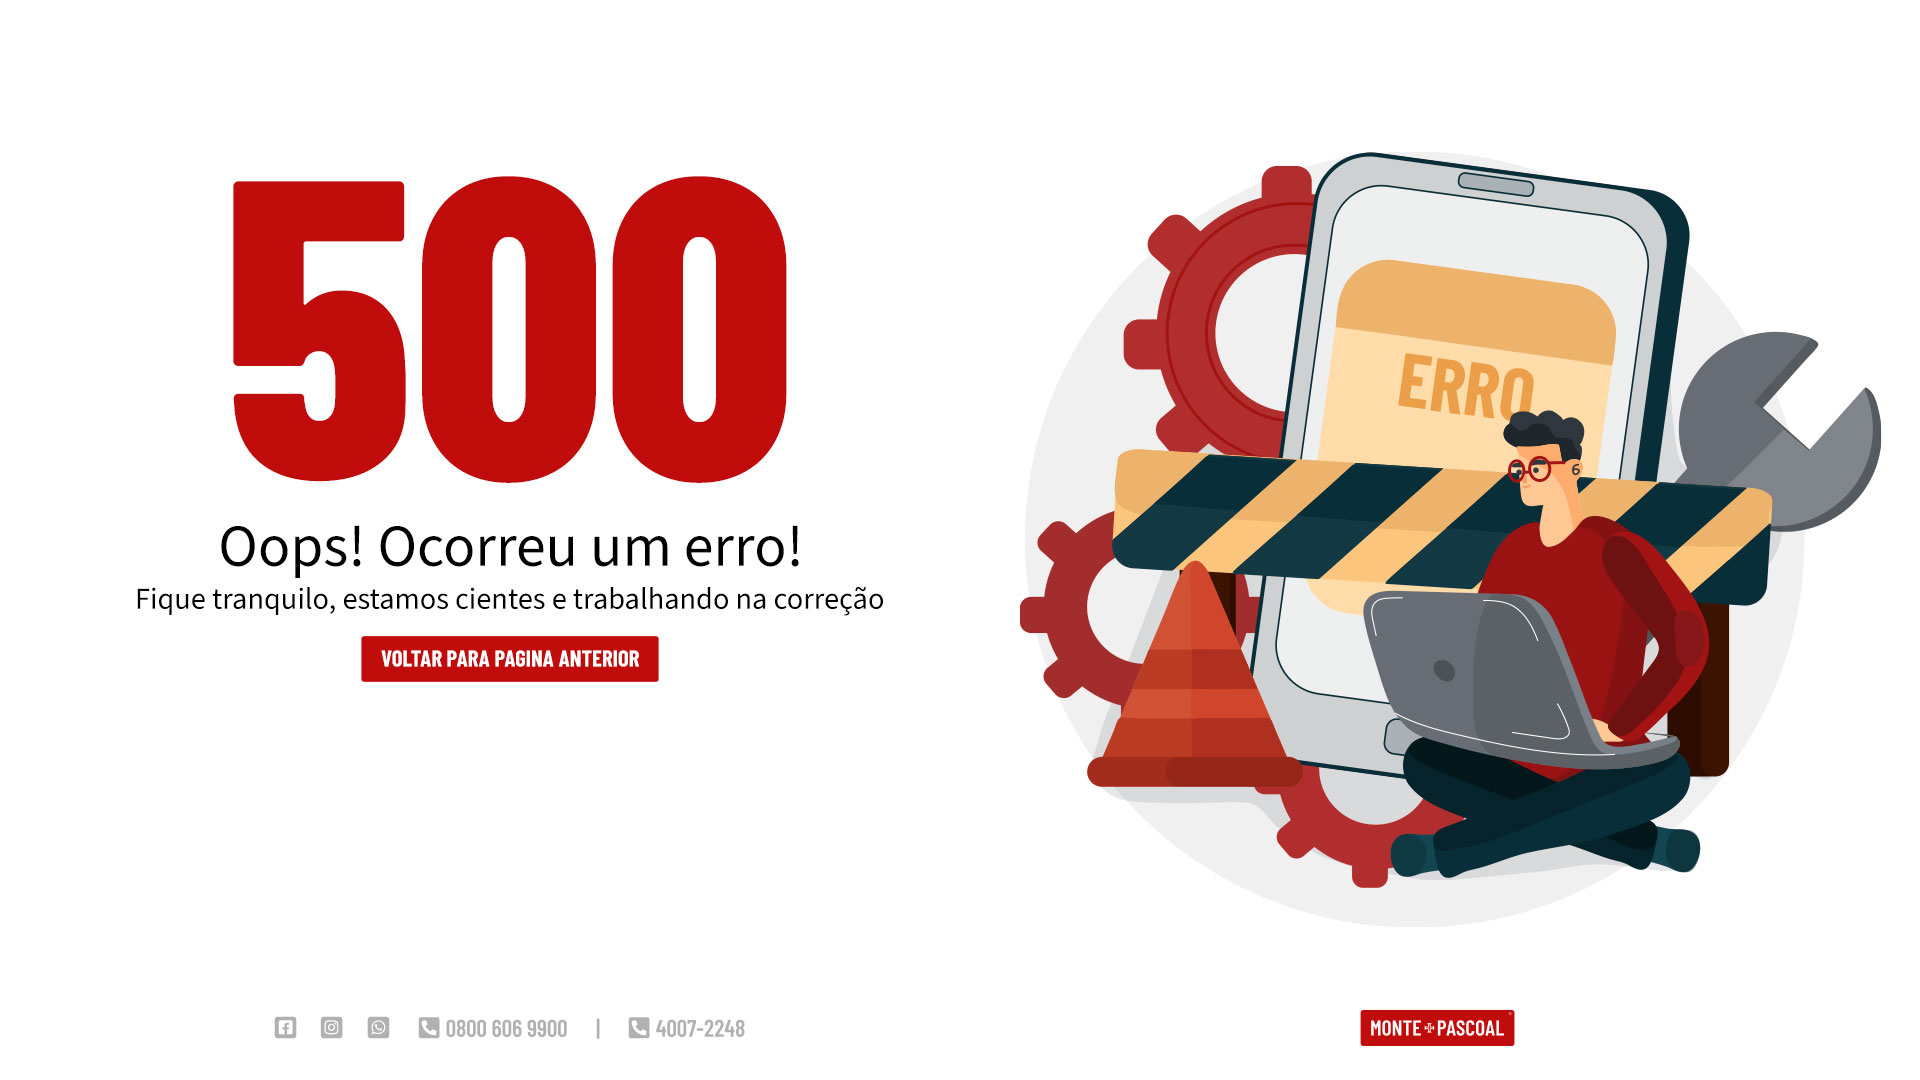 500
Oops! Ocorreu um erro!
Fique tranquilo, estamos cientes e trabalhando na correção
VOLTAR PARA PAGINA ANTERIOR
ERRO
0800 606 9900 | 4007-2248
MONTE PASCOAL